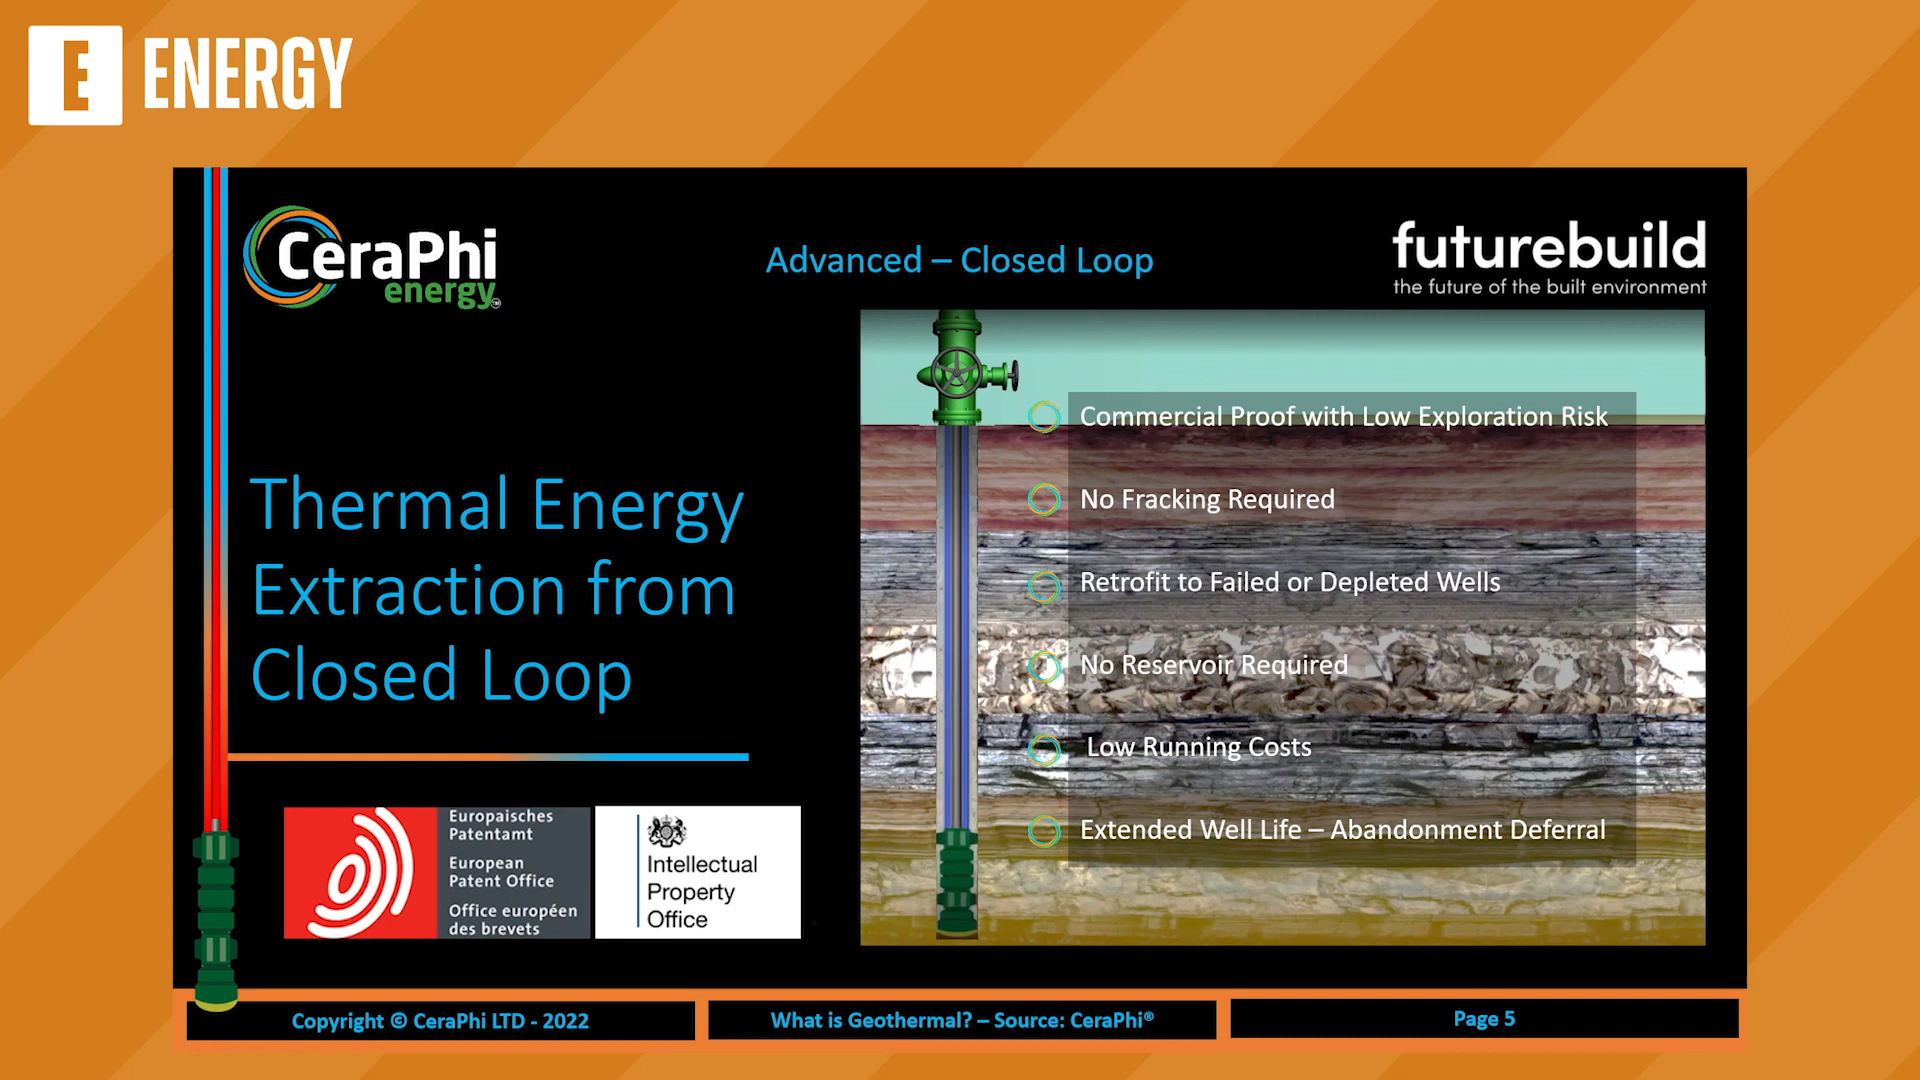 E ENERGY
CeraPhi
energy
TM
Advanced – Closed Loop
futurebuild
the future of the built environment
Thermal Energy
Extraction from
Closed Loop
Commercial Proof with Low Exploration Risk
No Fracking Required
Retrofit to Failed or Depleted Wells
No Reservoir Required
Low Running Costs
Extended Well Life – Abandonment Deferral
Europaisches
Patentamt
European
Patent Office
Office européen
des brevets
Intellectual
Property
Office
Copyright © CeraPhi LTD - 2022
What is Geothermal? – Source: CeraPhi®
Page 5